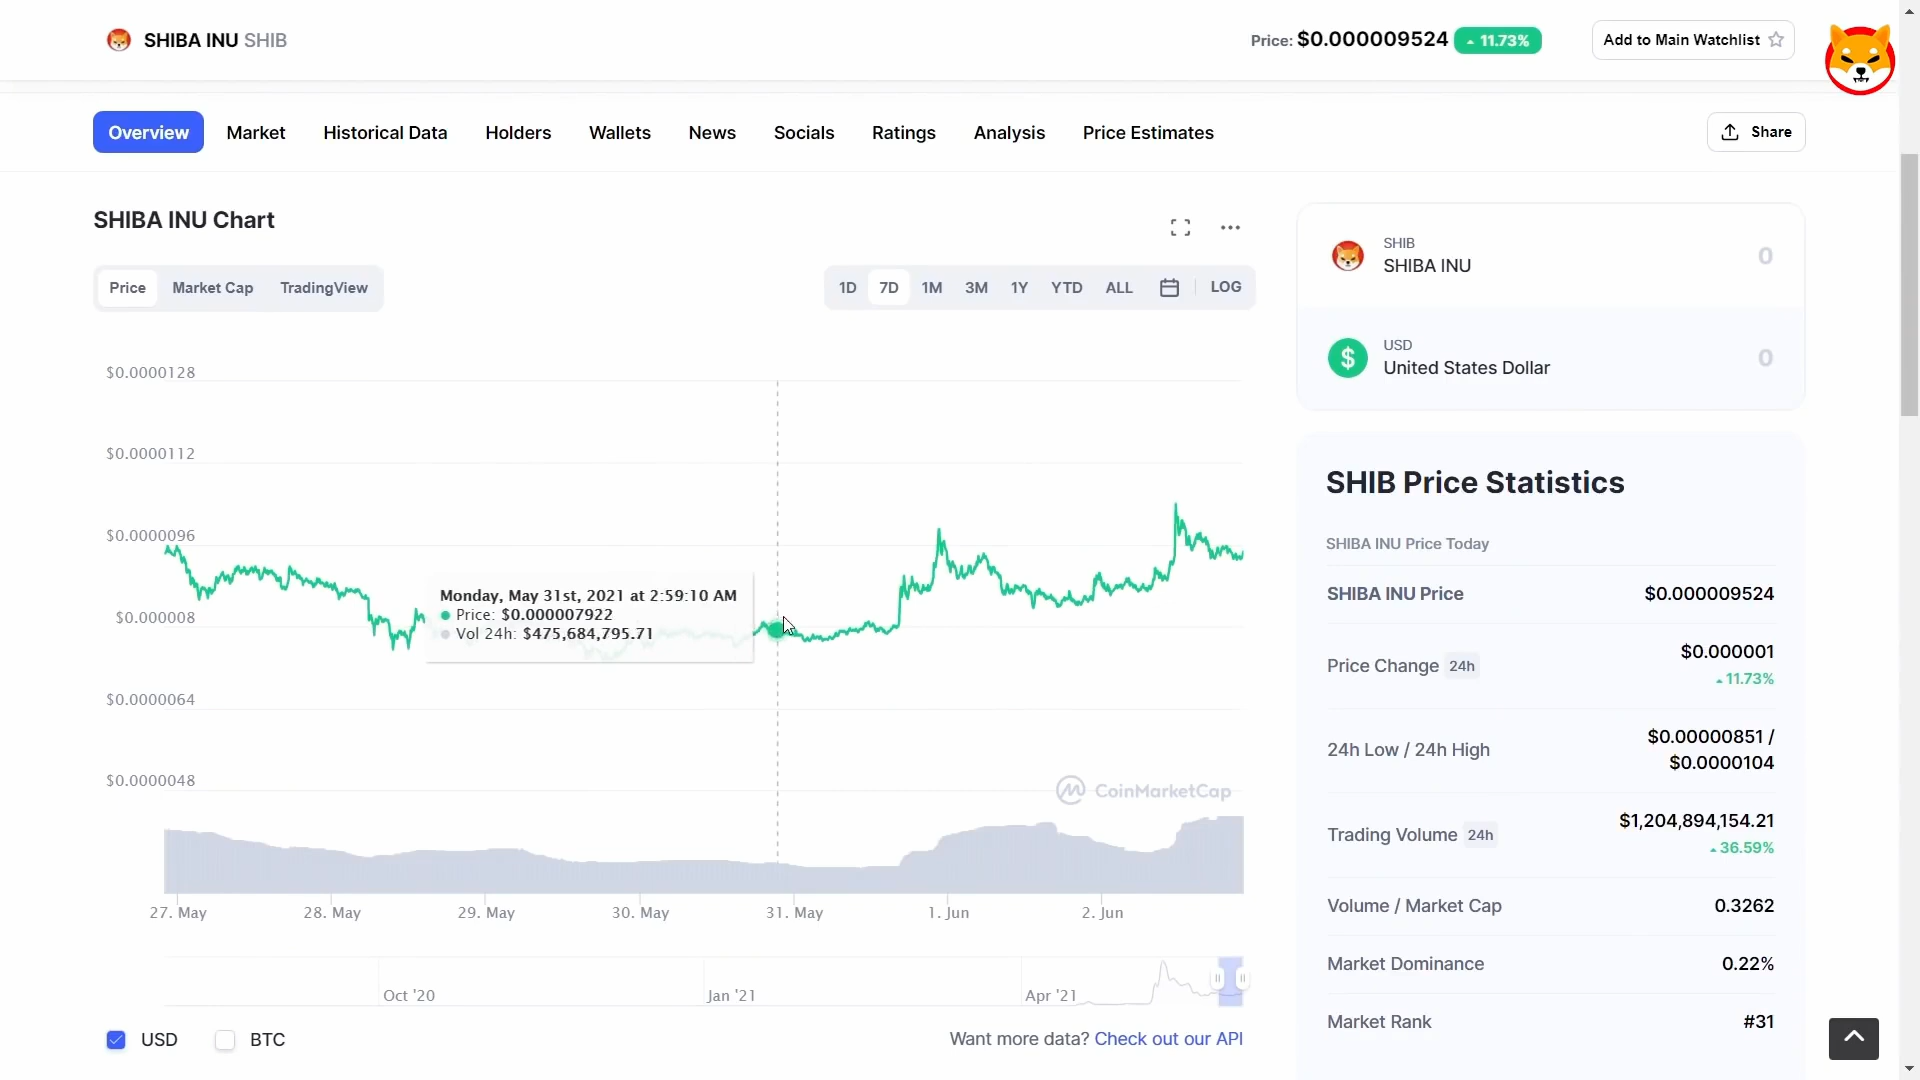 SHIBA INU SHIB
Price: $0.000009524 11.73%
Add to Main Watchlist
Overview Market Historical Data Holders Wallets News Socials Ratings Analysis Price Estimates
Share
SHIBA INU Chart
Price Market Cap TradingView
1D 7D 1M 3M 1Y YTD ALL LOG
$0.0000128
$0.0000112
$0.0000096
$0.000008
$0.0000064
$0.0000048
Monday, May 31st, 2021 at 2:59:10 AM
Price: $0.000007922
Vol 24h: $475,684,795.71
CoinMarketCap
27. May 28. May 29. May 30. May 31. May 1. Jun 2. Jun
Oct '20 Jan '21 Apr '21
USD BTC
Want more data? Check out our API
SHIB
SHIBA INU
0
USD
United States Dollar
0
SHIB Price Statistics
SHIBA INU Price Today
SHIBA INU Price $0.000009524
Price Change 24h $0.000001
11.73%
24h Low / 24h High $0.00000851 /
$0.0000104
Trading Volume 24h $1,204,894,154.21
36.59%
Volume / Market Cap 0.3262
Market Dominance 0.22%
Market Rank #31